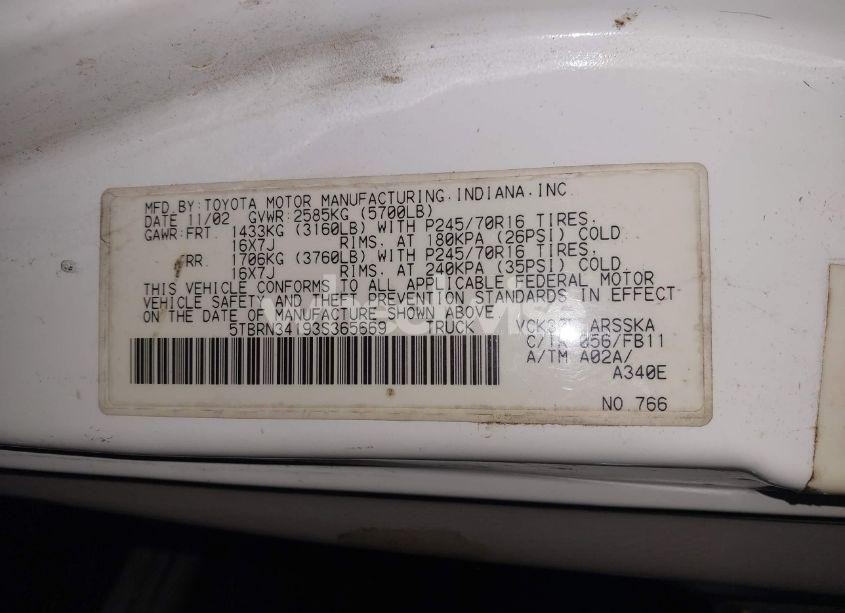 MFD BY:TOYOTA MOTOR MANUFACTURING,INDIANA,INC
DATE 11/02 GVWR:2585KG (5700LB)
GAWR:FRT 1433KG (3160LB) WITH P245/70R16 TIRES.
16X7J RIMS. AT 180KPA (26PSI) COLD
RR 1706KG (3760LB) WITH P245/70R16 TIRES.
16X7J RIMS. AT 240KPA (35PSI) COLD.
THIS VEHICLE CONFORMS TO ALL APPLICABLE FEDERAL MOTOR
VEHICLE SAFETY AND THEFT PREVENTION STANDARDS IN EFFECT
ON THE DATE OF MANUFACTURE SHOWN ABOVE.
5TBRN34193S365669 TRUCK ARSSKA
056/FB11
A/TM A02A/
A340E
NO.766